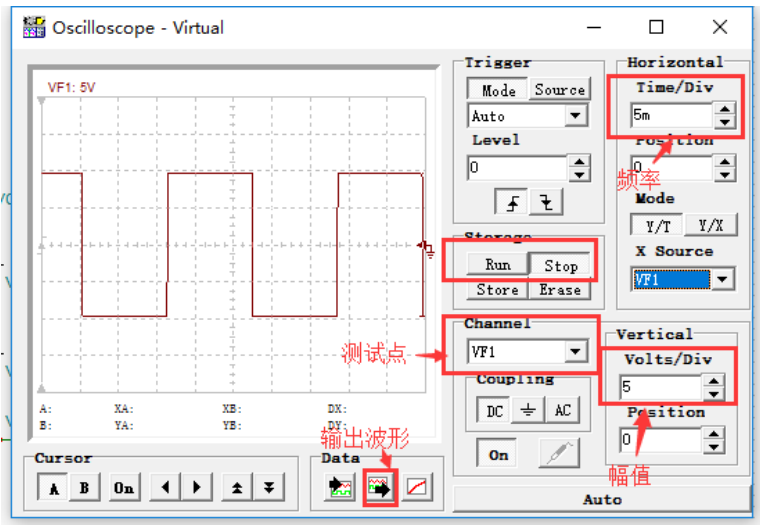 Oscilloscope - Virtual
VF1: 5V
A: XA: XB: DX:
B: YA: YB: DY:
输出波形
Cursor
A B On
Data
Trigger
Mode Source
Auto
Level
0
Storage
Run Stop
Store Erase
测试点
Channel
VF1
Coupling
DC AC
On
Horizontal
Time/Div
5m
Position
0
频率
Mode
Y/T Y/X
X Source
VF1
Vertical
Volts/Div
5
Position
0
幅值
Auto